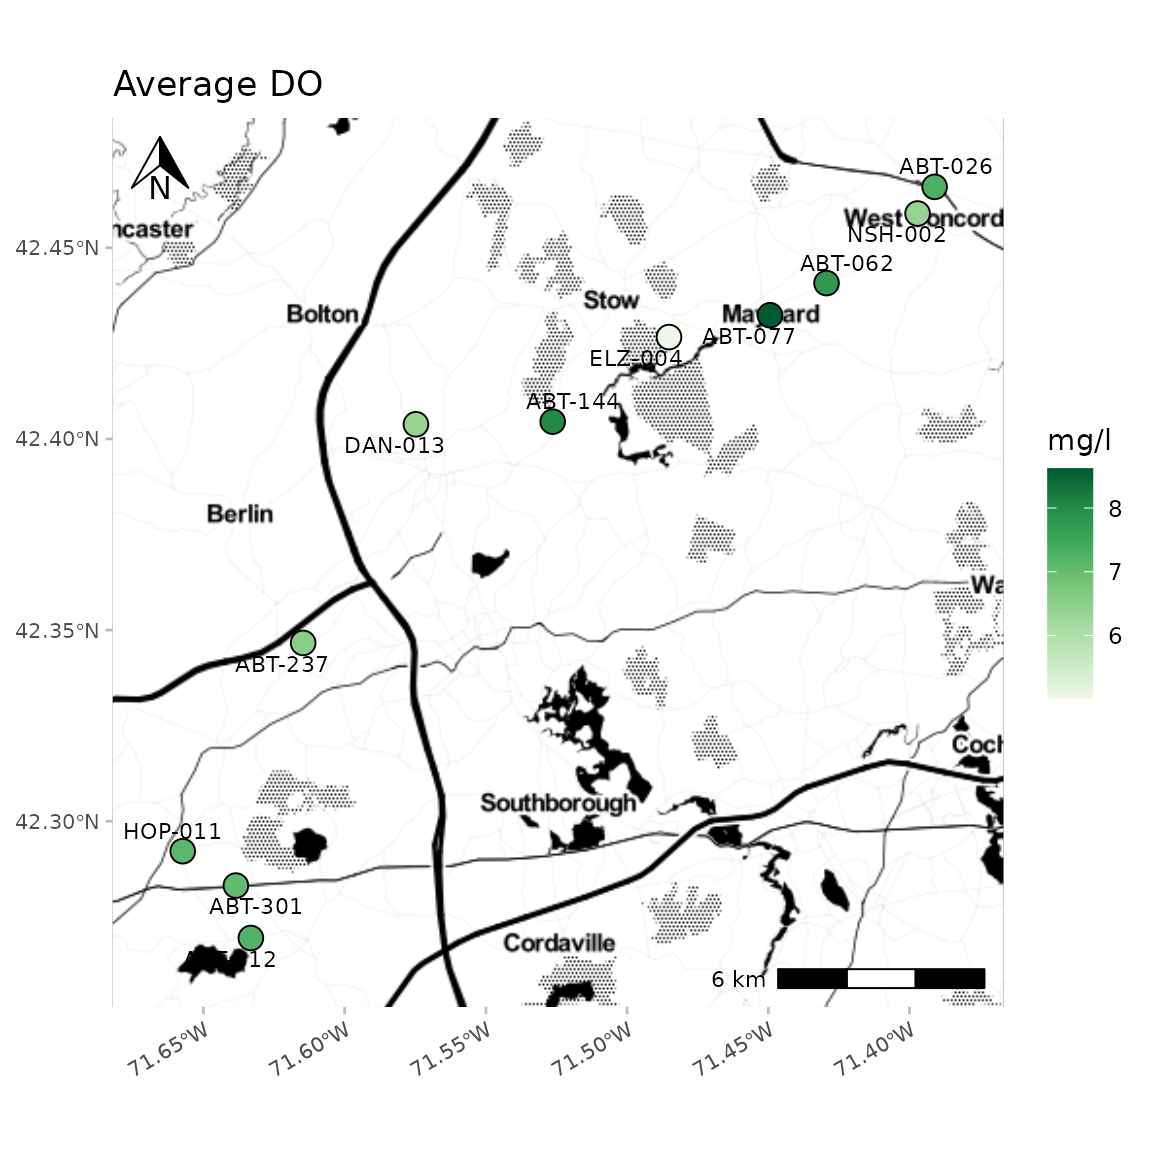 Average DO
N
ncaster
ABT-026
West Concord
NSH-002
ABT-062
42.45°N
Stow
Bolton
Maynard
ABT-077
ELZ-004
ABT-144
42.40°N
DAN-013
mg/l
8
7
6
Berlin
Wa
42.35°N
ABT-237
Coch
Southborough
42.30°N
HOP-011
ABT-301
Cordaville
6 km
71.65°W
71.60°W
71.55°W
71.50°W
71.45°W
71.40°W